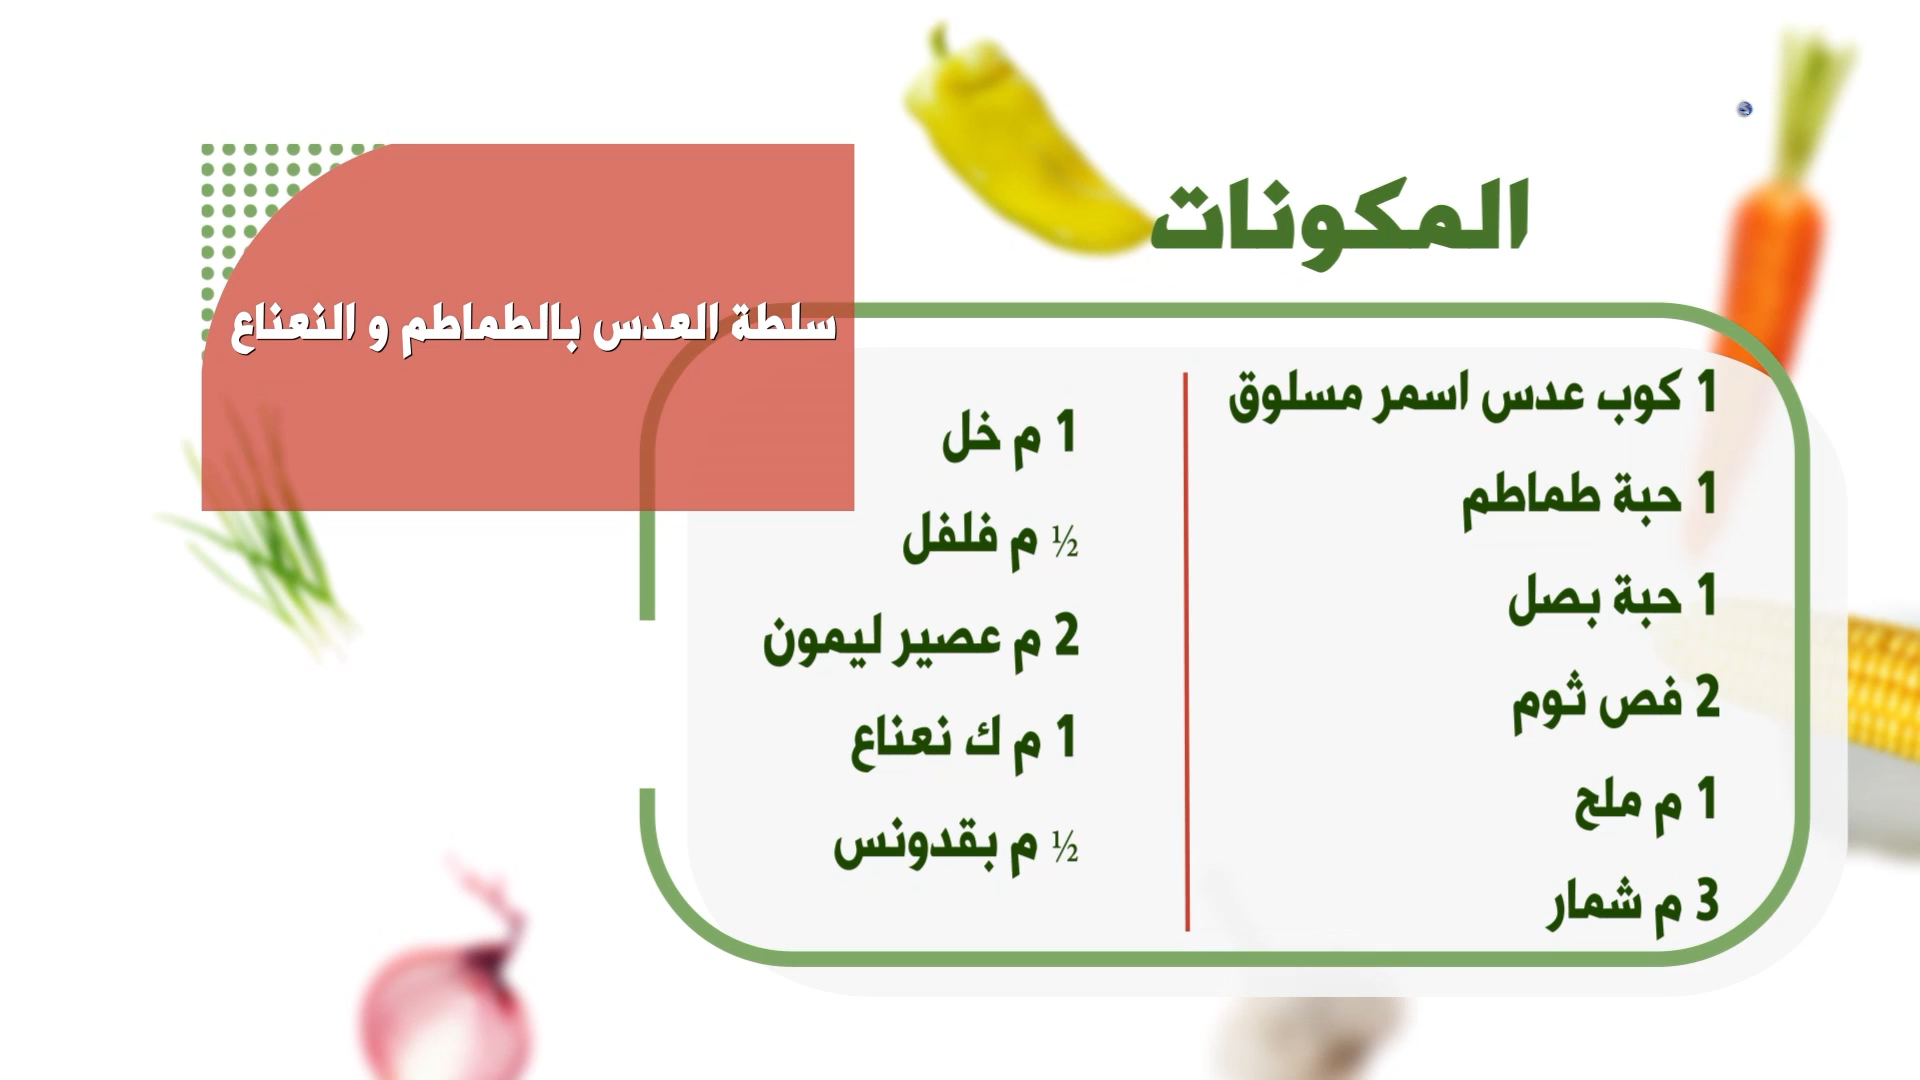 المكونات
سلطة العدس بالطماطم و النعناع
1 كوب عدس اسمر مسلوق
1 حبة طماطم
1 حبة بصل
2 فص ثوم
1 م ملح
3 م شمار
1 م خل
½ م فلفل
2 م عصير ليمون
1 م ك نعناع
½ م بقدونس